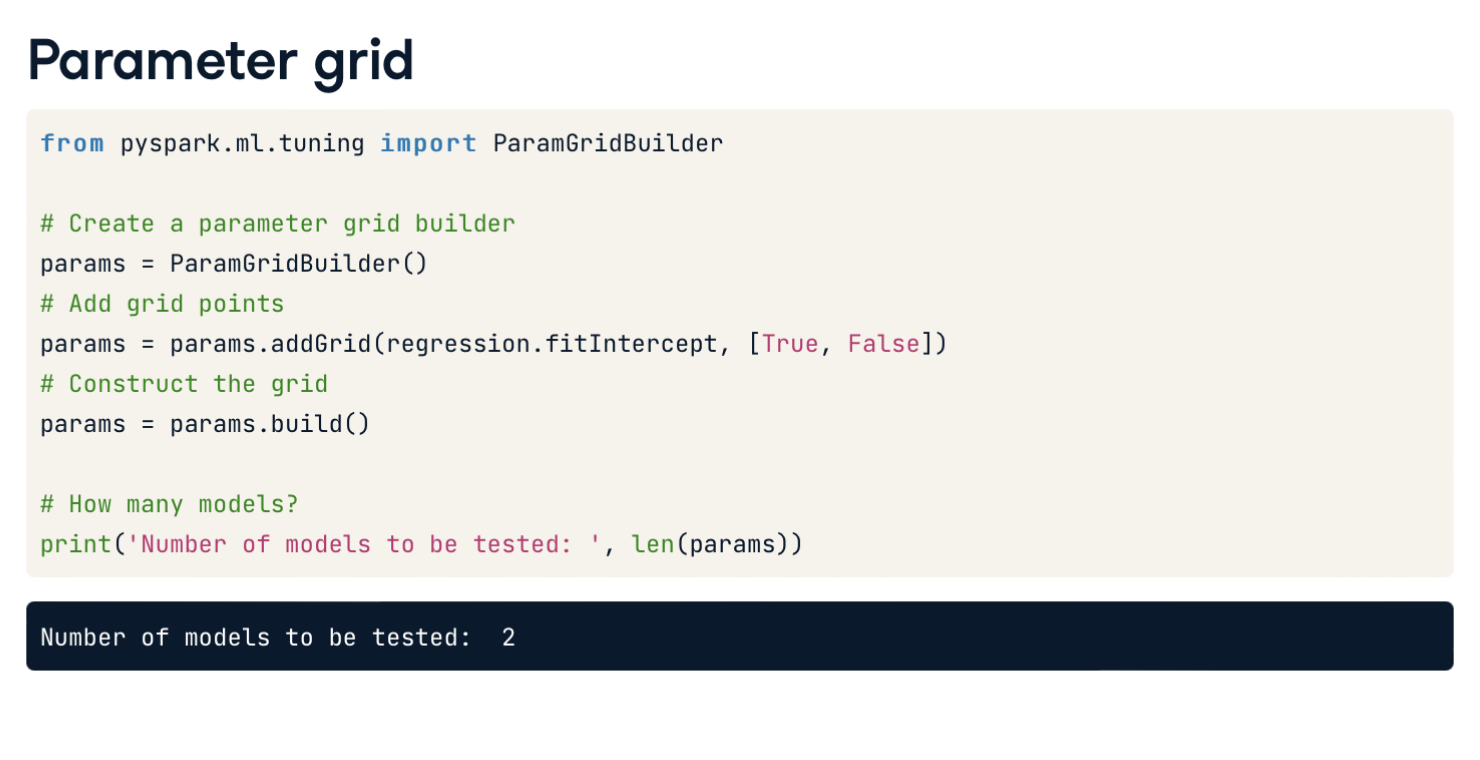 Parameter grid
from pyspark.ml.tuning import ParamGridBuilder
# Create a parameter grid builder
params = ParamGridBuilder()
# Add grid points
params = params.addGrid(regression.fitIntercept, [True, False])
# Construct the grid
params = params.build()
# How many models?
print('Number of models to be tested: ', len(params))
Number of models to be tested:  2